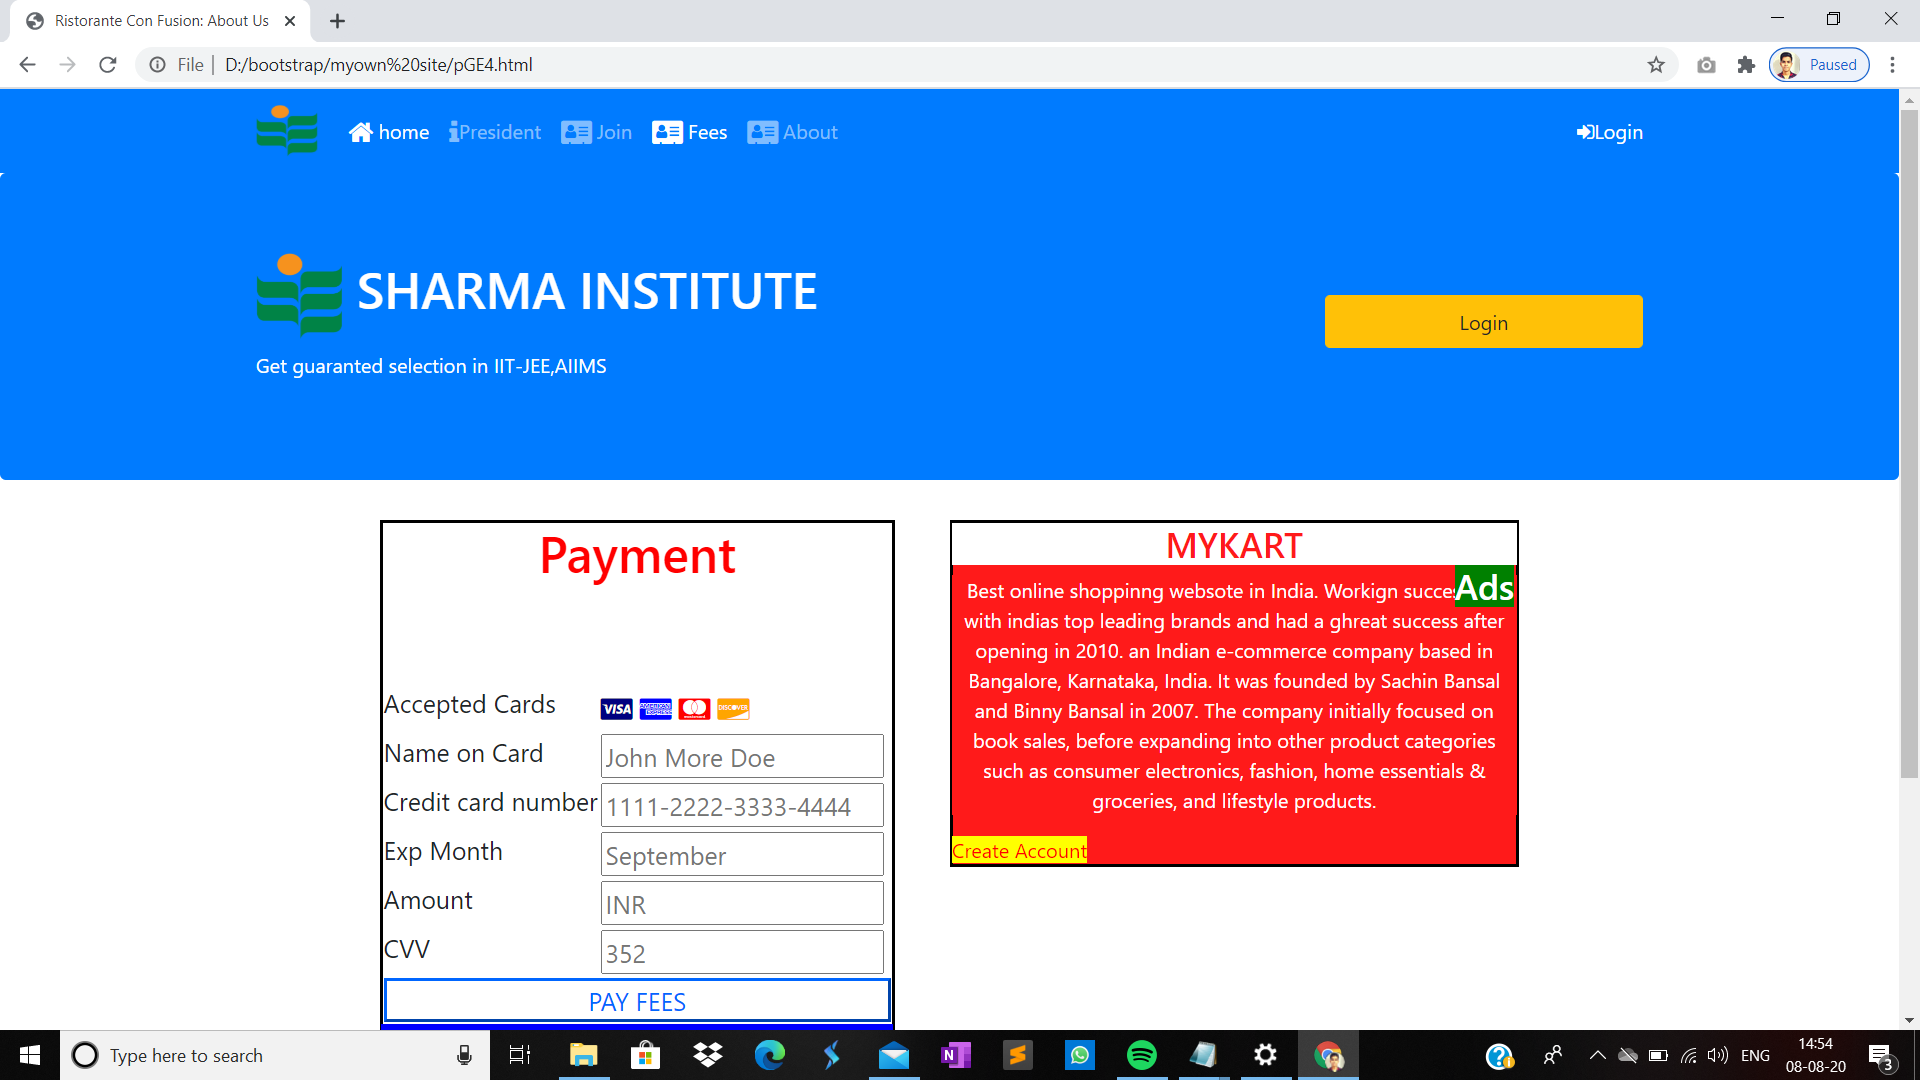 Ristorante Con Fusion: About Us
File
D:/bootstrap/myown%20site/pGE4.html
Paused
home
President
Join
Fees
About
Login
SHARMA INSTITUTE
Login
Get guaranted selection in IIT-JEE,AIIMS
Payment
Accepted Cards
VISA
AMERICAN EXPRESS
DISCOVER
Name on Card
John More Doe
Credit card number
1111-2222-3333-4444
Exp Month
September
Amount
INR
CVV
352
PAY FEES
MYKART
Ads
Best online shoppinng websote in India. Workign succes
with indias top leading brands and had a ghreat success after
opening in 2010. an Indian e-commerce company based in
Bangalore, Karnataka, India. It was founded by Sachin Bansal
and Binny Bansal in 2007. The company initially focused on
book sales, before expanding into other product categories
such as consumer electronics, fashion, home essentials &
groceries, and lifestyle products.
Create Account
Type here to search
ENG
14:54
08-08-20
3